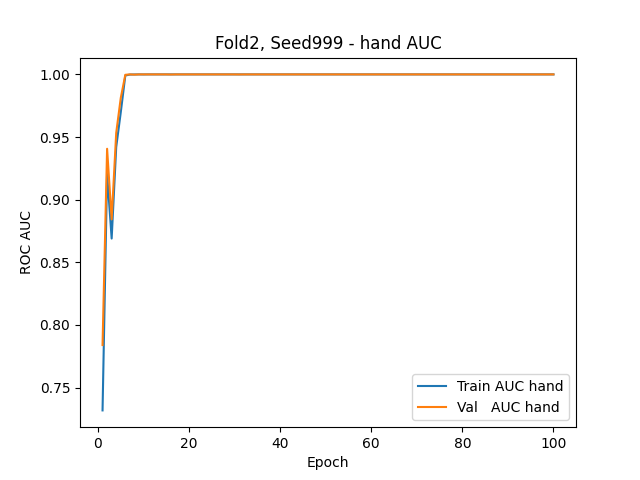 Fold2, Seed999 - hand AUC
1.00
0.95
0.90
0.85
0.80
0.75
ROC AUC
0 20 40 60 80 100
Epoch
Train AUC hand
Val   AUC hand